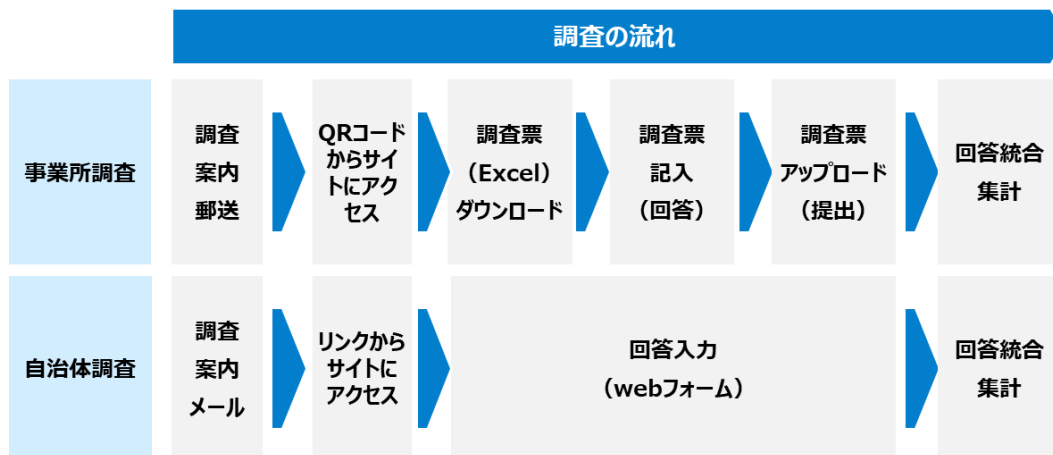 調査の流れ
事業所調査
調査
案内
郵送
QRコード
からサイ
トにアク
セス
調査票
（Excel）
ダウンロード
調査票
記入
（回答）
調査票
アップロード
（提出）
回答統合
集計
自治体調査
調査
案内
メール
リンクから
サイトに
アクセス
回答入力
（webフォーム）
回答統合
集計